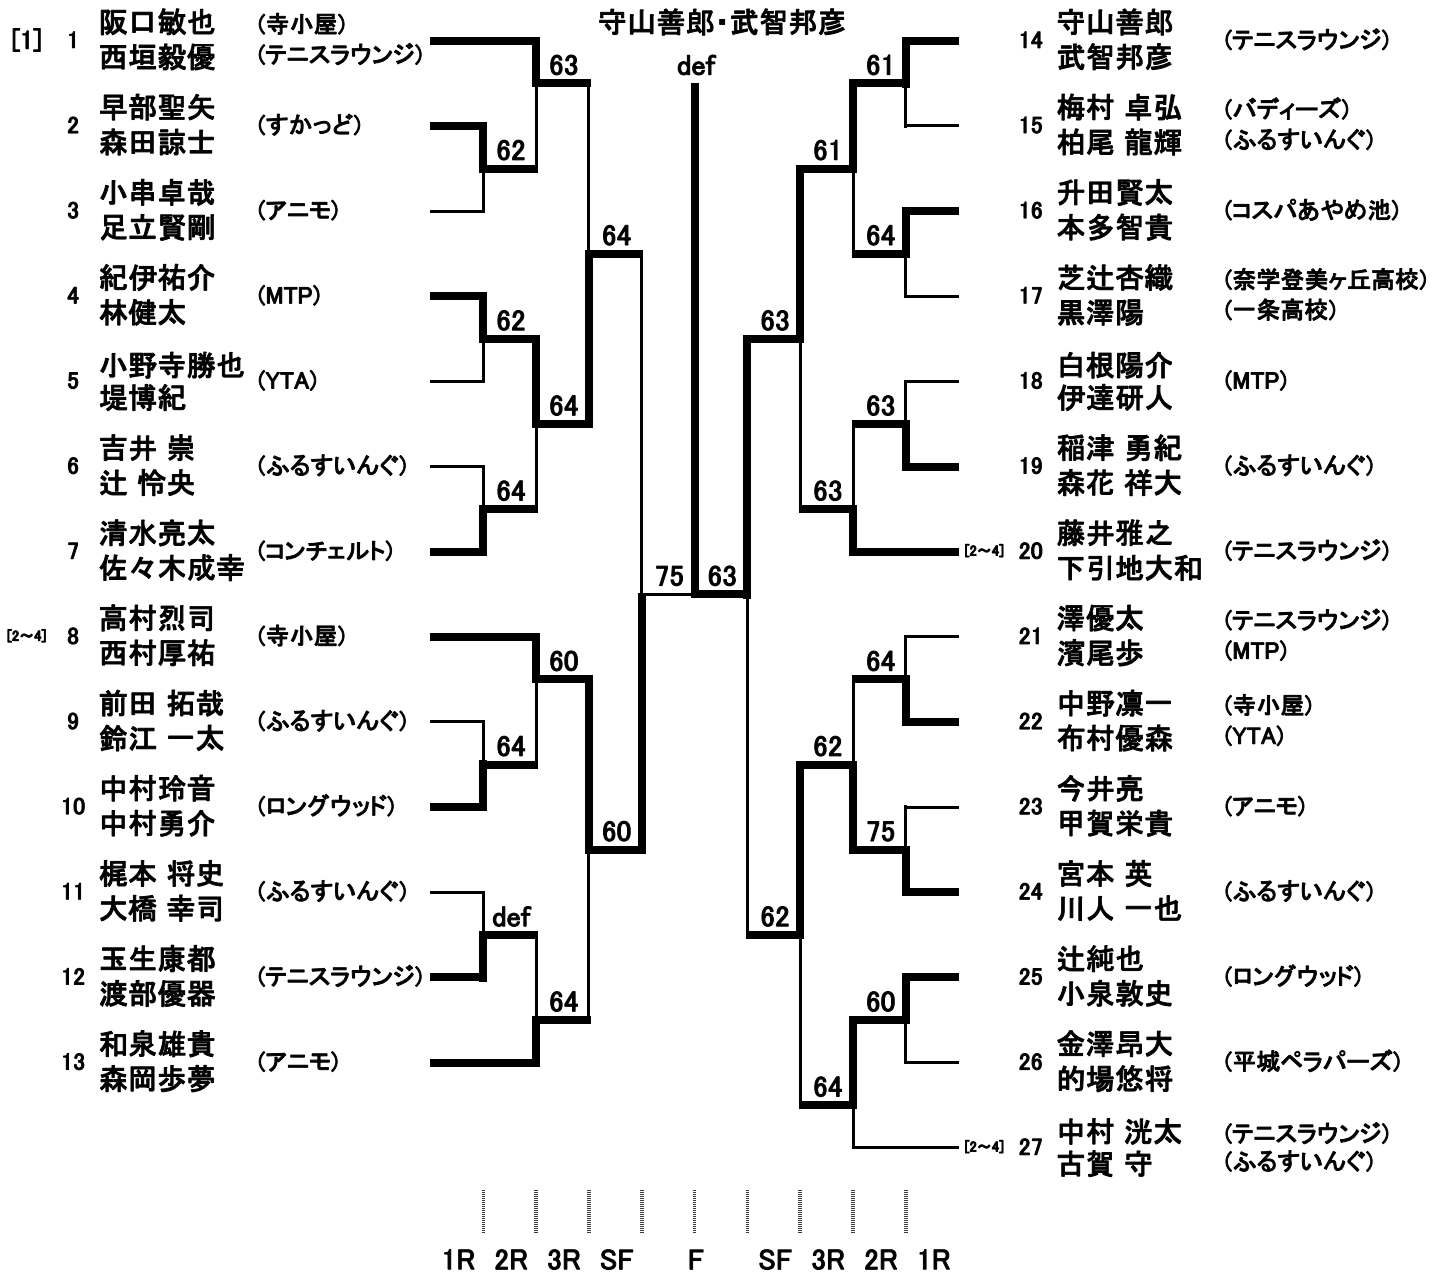 守山善郎・武智邦彦
def
[1] 1 阪口敏也 (寺小屋)
西垣毅優 (テニスラウンジ)
2 早部聖矢 (すかっど)
森田諒士
3 小串卓哉 (アニモ)
足立賢剛
4 紀伊祐介 (MTP)
林健太
5 小野寺勝也 (YTA)
堤博紀
6 吉井 崇 (ふるすいんぐ)
辻 怜央
7 清水亮太 (コンチェルト)
佐々木成幸
[2~4] 8 高村烈司 (寺小屋)
西村厚祐
9 前田 拓哉 (ふるすいんぐ)
鈴江 一太
10 中村玲音 (ロングウッド)
中村勇介
11 梶本 将史 (ふるすいんぐ)
大橋 幸司
12 玉生康都 (テニスラウンジ)
渡部優器
13 和泉雄貴 (アニモ)
森岡歩夢
63
62
62
64
64
64
60
64
def
64
60
75
63
61
61
64
63
63
63
64
62
75
62
60
64
14 守山善郎 (テニスラウンジ)
武智邦彦
15 梅村 卓弘 (バディーズ)
柏尾 龍輝 (ふるすいんぐ)
16 升田賢太 (コスパあやめ池)
本多智貴
17 芝辻杏織 (奈学登美ヶ丘高校)
黒澤陽 (一条高校)
18 白根陽介 (MTP)
伊達研人
19 稲津 勇紀 (ふるすいんぐ)
森花 祥大
[2~4] 20 藤井雅之 (テニスラウンジ)
下引地大和
21 澤優太 (テニスラウンジ)
濱尾歩 (MTP)
22 中野凛一 (寺小屋)
布村優森 (YTA)
23 今井亮 (アニモ)
甲賀栄貴
24 宮本 英 (ふるすいんぐ)
川人 一也
25 辻純也 (ロングウッド)
小泉敦史
26 金澤昂大 (平城ペラパーズ)
的場悠将
[2~4] 27 中村 洸太 (テニスラウンジ)
古賀 守 (ふるすいんぐ)
1R 2R 3R SF F SF 3R 2R 1R